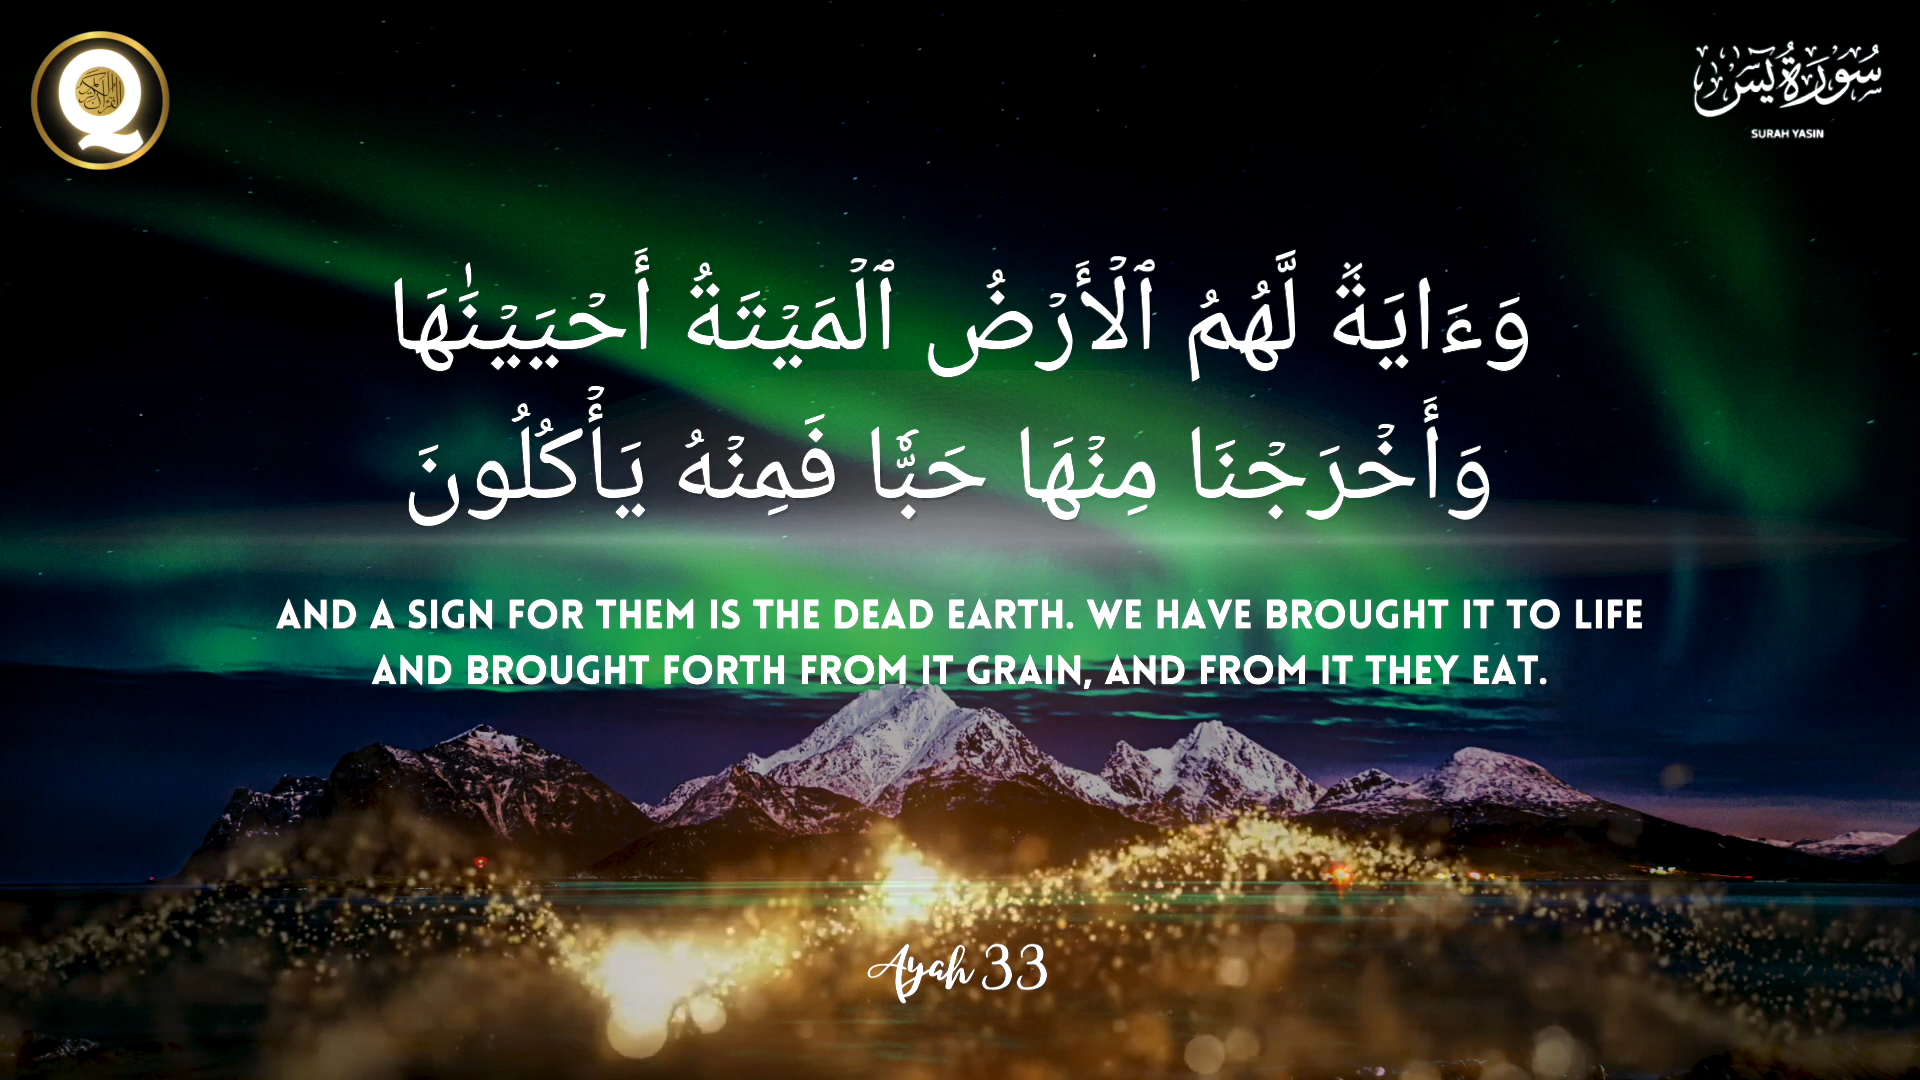 سُورَةُ يسٓ
SURAH YASIN
وَءَايَةٌ لَّهُمُ ٱلْأَرْضُ ٱلْمَيْتَةُ أَحْيَيْنَٰهَا
وَأَخْرَجْنَا مِنْهَا حَبًّا فَمِنْهُ يَأْكُلُونَ
AND A SIGN FOR THEM IS THE DEAD EARTH. WE HAVE BROUGHT IT TO LIFE
AND BROUGHT FORTH FROM IT GRAIN, AND FROM IT THEY EAT.
Ayah 33